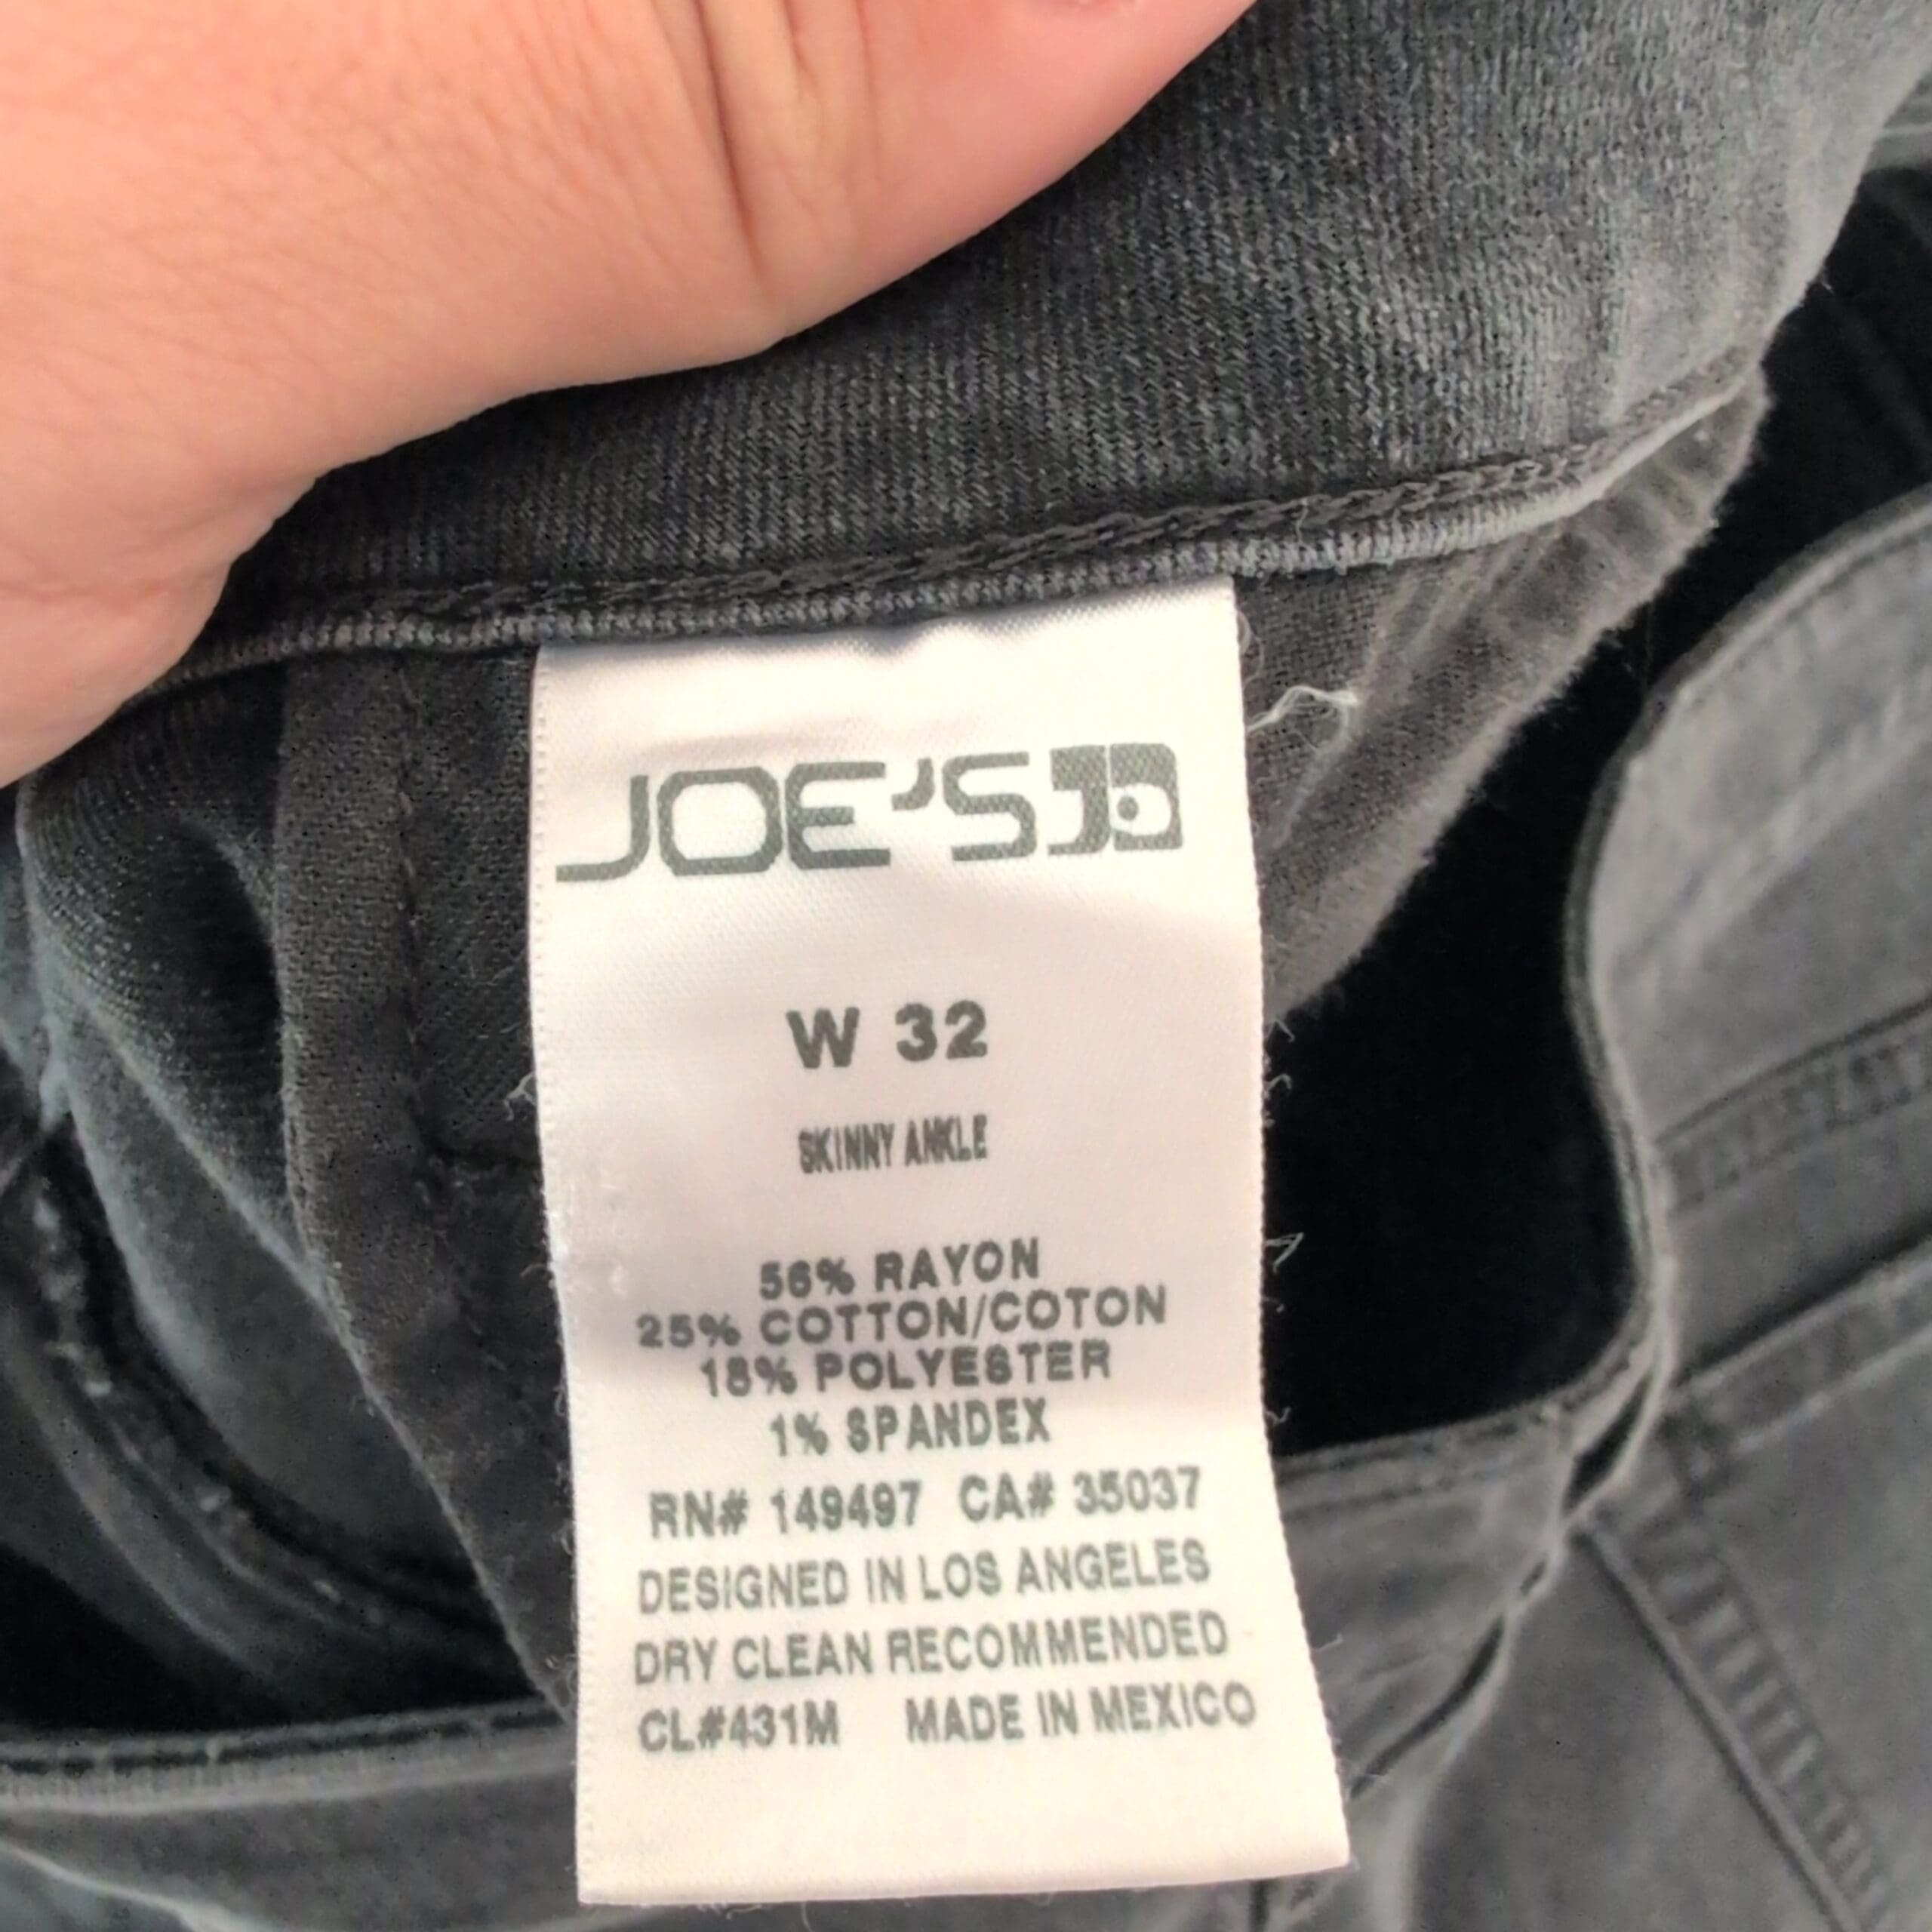 JOE'S
W 32
SKINNY ANKLE
56% RAYON
25% COTTON/COTON
18% POLYESTER
1% SPANDEX
RN# 149497 CA# 35037
DESIGNED IN LOS ANGELES
DRY CLEAN RECOMMENDED
CL#431M MADE IN MEXICO